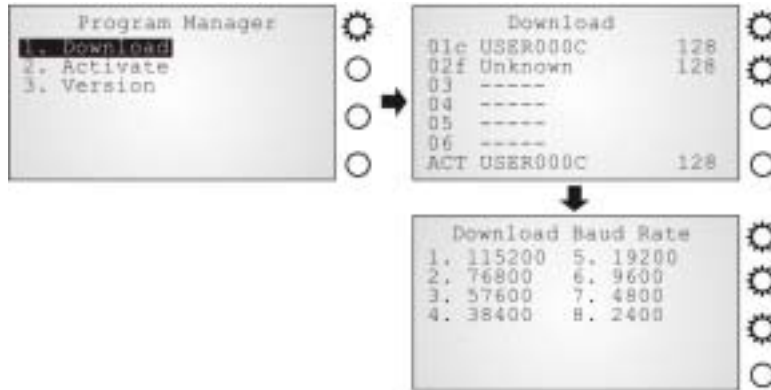 Program Manager
1. Download
2. Activate
3. Version
Download
01c USER000C 128
02f Unknown 128
03 -----
04 -----
05 -----
06 -----
ACT USER000C 128
Download Baud Rate
1. 115200 5. 19200
2. 76800 6. 9600
3. 57600 7. 4800
4. 38400 8. 2400